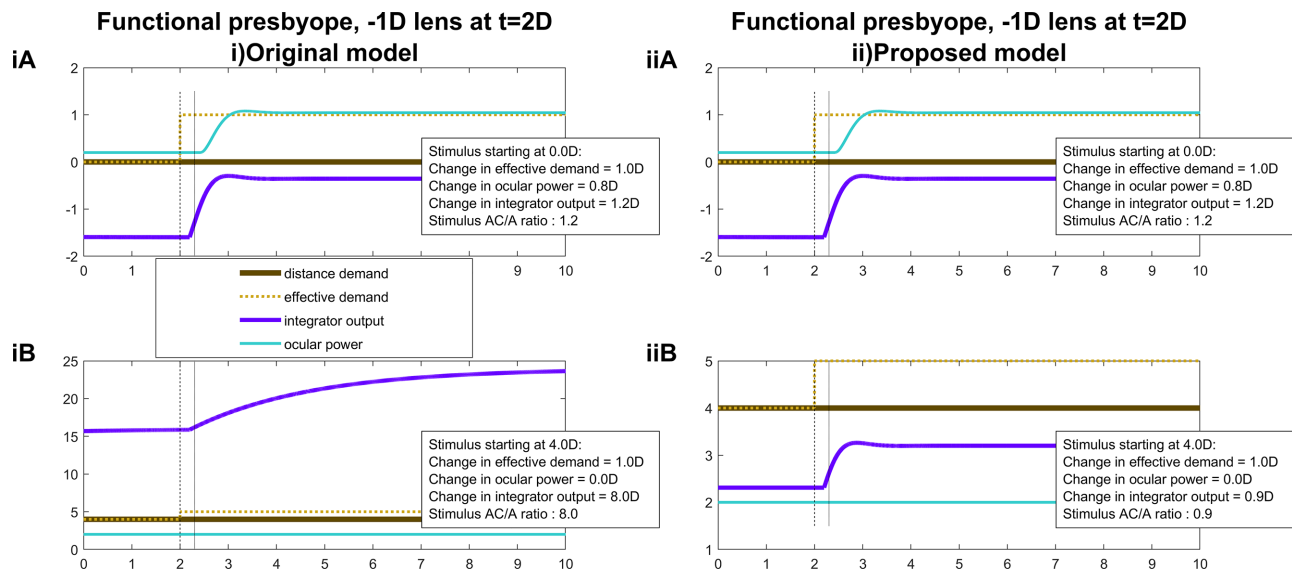 Functional presbyope, -1D lens at t=2D
i)Original model
Functional presbyope, -1D lens at t=2D
ii)Proposed model
iA
2
1
0
-1
-2
0
1
2
3
4
5
6
7
8
9
10
Stimulus starting at 0.0D:
Change in effective demand = 1.0D
Change in ocular power = 0.8D
Change in integrator output = 1.2D
Stimulus AC/A ratio : 1.2
iiA
2
1
0
-1
-2
0
1
2
3
4
5
6
7
8
9
10
Stimulus starting at 0.0D:
Change in effective demand = 1.0D
Change in ocular power = 0.8D
Change in integrator output = 1.2D
Stimulus AC/A ratio : 1.2
distance demand
effective demand
integrator output
ocular power
iB
25
20
15
10
5
0
0
1
2
3
4
5
6
7
8
9
10
Stimulus starting at 4.0D:
Change in effective demand = 1.0D
Change in ocular power = 0.0D
Change in integrator output = 8.0D
Stimulus AC/A ratio : 8.0
iiB
5
4
3
2
1
0
1
2
3
4
5
6
7
8
9
10
Stimulus starting at 4.0D:
Change in effective demand = 1.0D
Change in ocular power = 0.0D
Change in integrator output = 0.9D
Stimulus AC/A ratio : 0.9